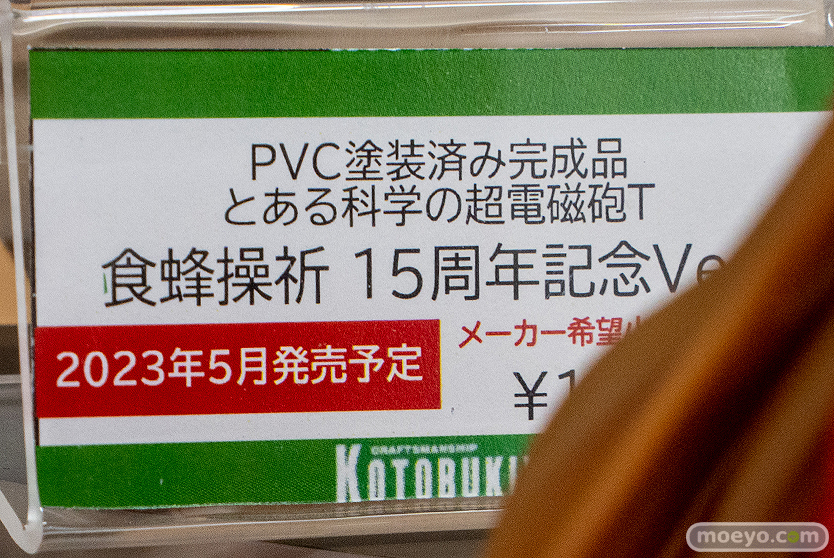 PVC塗装済み完成品
とある科学の超電磁砲T
食蜂操祈 15周年記念Ve
2023年5月発売予定
メーカー希望
¥1
CRAFTSMANSHIP
KOTOBUKI
moeyo.com